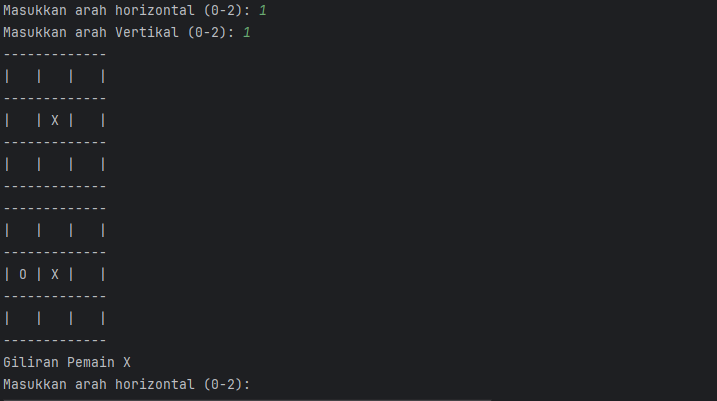 Masukkan arah horizontal (0-2): 1
Masukkan arah Vertikal (0-2): 1
-------------
|   |   |   |
-------------
|   | X |   |
-------------
|   |   |   |
-------------
-------------
|   |   |   |
-------------
| O | X |   |
-------------
|   |   |   |
-------------
Giliran Pemain X
Masukkan arah horizontal (0-2):